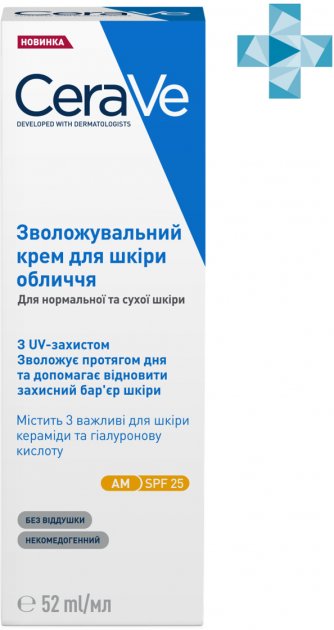 НОВИНКА
CeraVe
DEVELOPED WITH DERMATOLOGISTS
Зволожувальний
крем для шкіри
обличчя
Для нормальної та сухої шкіри
З UV-захистом
Зволожує протягом дня
та допомагає відновити
захисний бар'єр шкіри
Містить 3 важливі для шкіри
кераміди та гіалуронову
кислоту
AM SPF 25
БЕЗ ВІДДУШКИ
НЕКОМЕДОГЕННИЙ
℮ 52 ml/мл